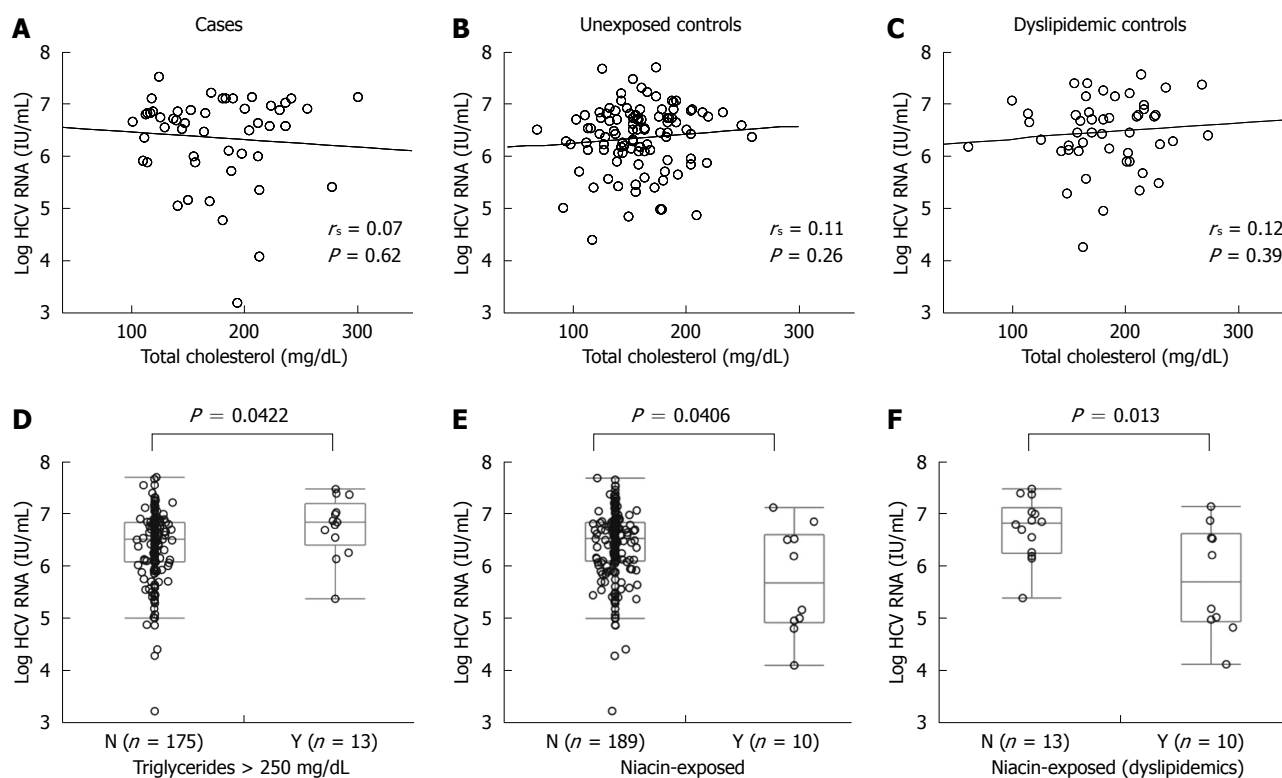 A
Cases
Log HCV RNA (IU/mL)
8
7
6
5
4
3
rs = 0.07
P = 0.62
100
200
300
Total cholesterol (mg/dL)
B
Unexposed controls
Log HCV RNA (IU/mL)
8
7
6
5
4
3
rs = 0.11
P = 0.26
100
200
300
Total cholesterol (mg/dL)
C
Dyslipidemic controls
Log HCV RNA (IU/mL)
8
7
6
5
4
3
rs = 0.12
P = 0.39
100
200
300
Total cholesterol (mg/dL)
D
P = 0.0422
Log HCV RNA (IU/mL)
8
7
6
5
4
3
N (n = 175)
Y (n = 13)
Triglycerides > 250 mg/dL
E
P = 0.0406
Log HCV RNA (IU/mL)
8
7
6
5
4
3
N (n = 189)
Y (n = 10)
Niacin-exposed
F
P = 0.013
Log HCV RNA (IU/mL)
8
7
6
5
4
3
N (n = 13)
Y (n = 10)
Niacin-exposed (dyslipidemics)